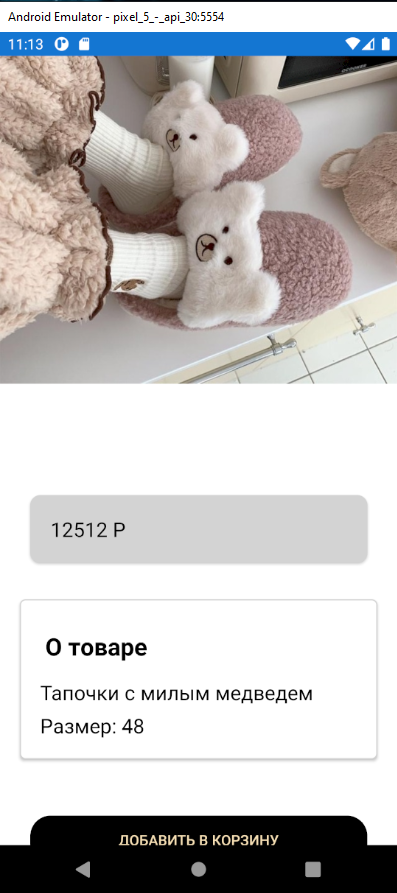 Android Emulator - pixel_5_-_api_30:5554
11:13
12512 Р
О товаре
Тапочки с милым медведем
Размер: 48
ДОБАВИТЬ В КОРЗИНУ